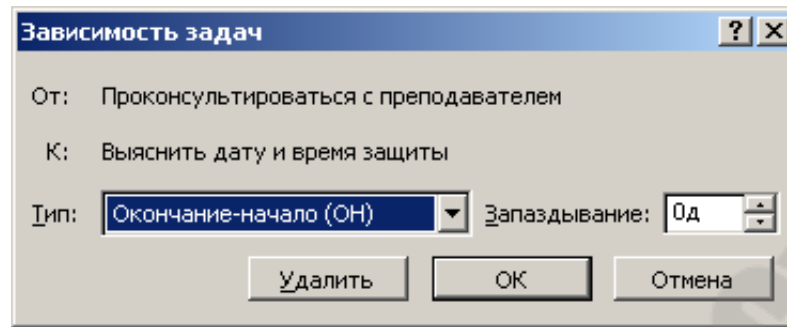 Зависимость задач
От: Проконсультироваться с преподавателем
К: Выяснить дату и время защиты
Тип: Окончание-начало (ОН) Запаздывание: 0д
Удалить ОК Отмена